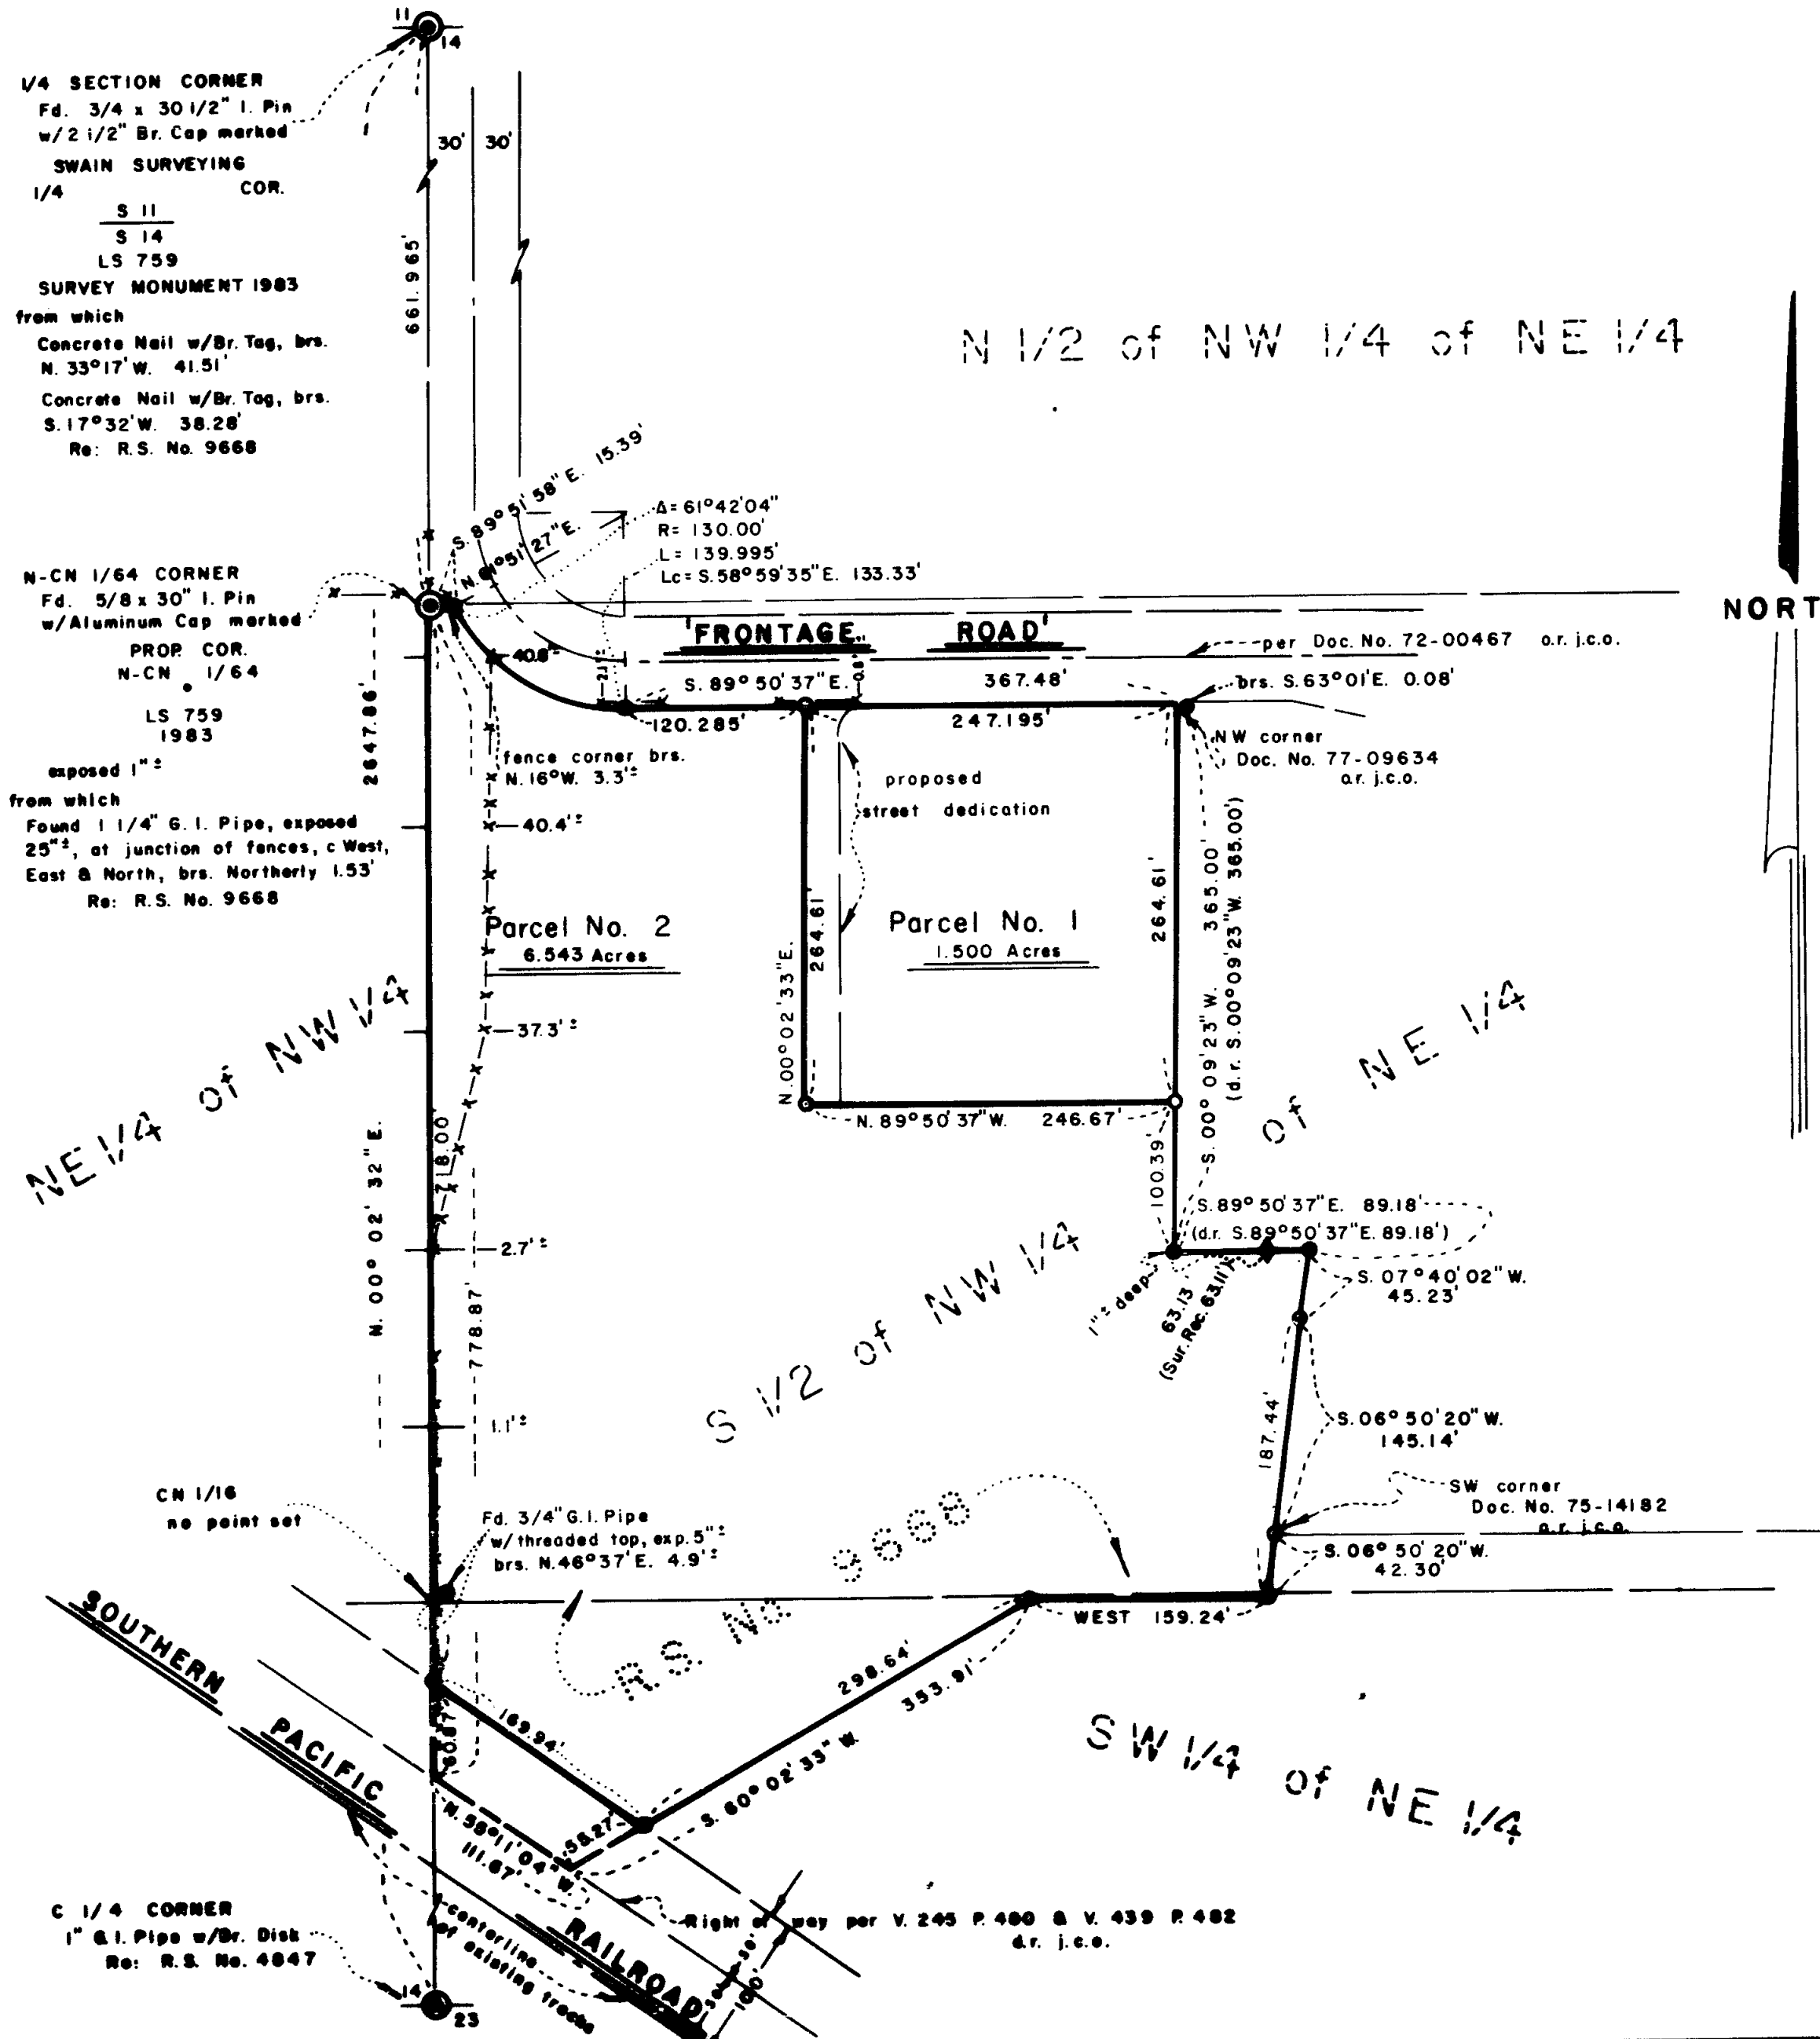 11
14
1/4 SECTION CORNER
Fd. 3/4 x 30 1/2" I. Pin
w/ 2 1/2" Br. Cap marked
SWAIN SURVEYING
1/4 COR.
S 11
S 14
LS 759
SURVEY MONUMENT 1983
from which
Concrete Nail w/Br. Tag, brs.
N. 33°17' W. 41.51'
Concrete Nail w/Br. Tag, brs.
S. 17°32' W. 38.28'
Re: R.S. No. 9668
30' 30'
661.965'
N 1/2 of NW 1/4 of NE 1/4
S. 89°51'58" E. 15.39'
N. 61°51'27" E.
Δ= 61°42'04"
R= 130.00'
L= 139.995'
Lc= S.58°59'35"E. 133.33'
NORT
N-CN 1/64 CORNER
Fd. 5/8 x 30" I. Pin
w/Aluminum Cap marked
PROP. COR.
N-CN 1/64
LS 759
1983
exposed 1"±
from which
Found 1 1/4" G. I. Pipe, exposed
25"±, at junction of fences, c West,
East & North, brs. Northerly 1.53'
Re: R.S. No. 9668
2647.86'
'FRONTAGE ROAD'
per Doc. No. 72-00467 o.r. j.c.o.
40.8'±
2.1'±
0.8'
S. 89° 50' 37" E. 367.48'
brs. S. 63°01' E. 0.08'
120.285'
247.195'
NW corner
Doc. No. 77-09634
o.r. j.c.o.
fence corner brs.
N. 16° W. 3.3'±
proposed
street dedication
40.4'±
Parcel No. 2
6.543 Acres
Parcel No. 1
1.500 Acres
N. 00° 02' 33" E.
264.61'
264.61'
S. 00° 09' 23" W. 365.00'
(d. r. S. 00°09'23" W. 365.00')
37.3'±
NE 1/4 of NW 1/4
S 1/2 of NW 1/4 of NE 1/4
N. 89° 50' 37" W. 246.67'
100.39'
N. 00° 02' 32" E.
718.00'
778.87'
S. 89° 50' 37" E. 89.18'
(d.r. S. 89° 50' 37" E. 89.18')
2.7'±
1"± deep
63.13'
(Sur. Rec. 63.11')
S. 07° 40' 02" W.
45.23'
1.1'±
187.44'
S. 06° 50' 20" W.
145.14'
SW corner
Doc. No. 75-14182
o.r. j.c.o.
S. 06° 50' 20" W.
42.30'
CN 1/16
no point set
Fd. 3/4" G. I. Pipe
w/ threaded top, exp. 5"±
brs. N. 46°37' E. 4.9'±
R.S. No. 9668
WEST 159.24'
298.64'
353.91'
S. 60° 02' 33" W.
169.94'
60.87'
55.27'
N. 55°11'04" W.
111.67'
SW 1/4 of NE 1/4
SOUTHERN PACIFIC RAILROAD
centerline
of existing tracks
Right of way per V. 245 P. 480 & V. 439 P. 482
d.r. j.c.o.
50' 50'
100'
C 1/4 CORNER
1" G.I. Pipe w/Br. Disk
Re: R.S. No. 4847
14
23